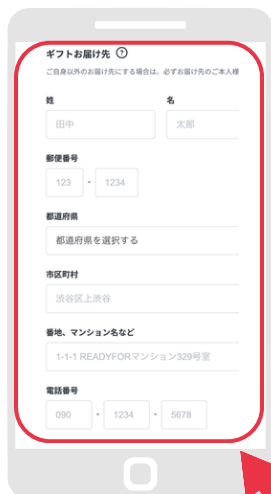 ギフトお届け先 ?
ご自身以外のお届け先にする場合は、必ずお届け先のご本人様
姓 名
田中 太郎
郵便番号
123 - 1234
都道府県
都道府県を選択する
市区町村
渋谷区上渋谷
番地、マンション名など
1-1-1 READYFORマンション329号室
電話番号
090 - 1234 - 5678